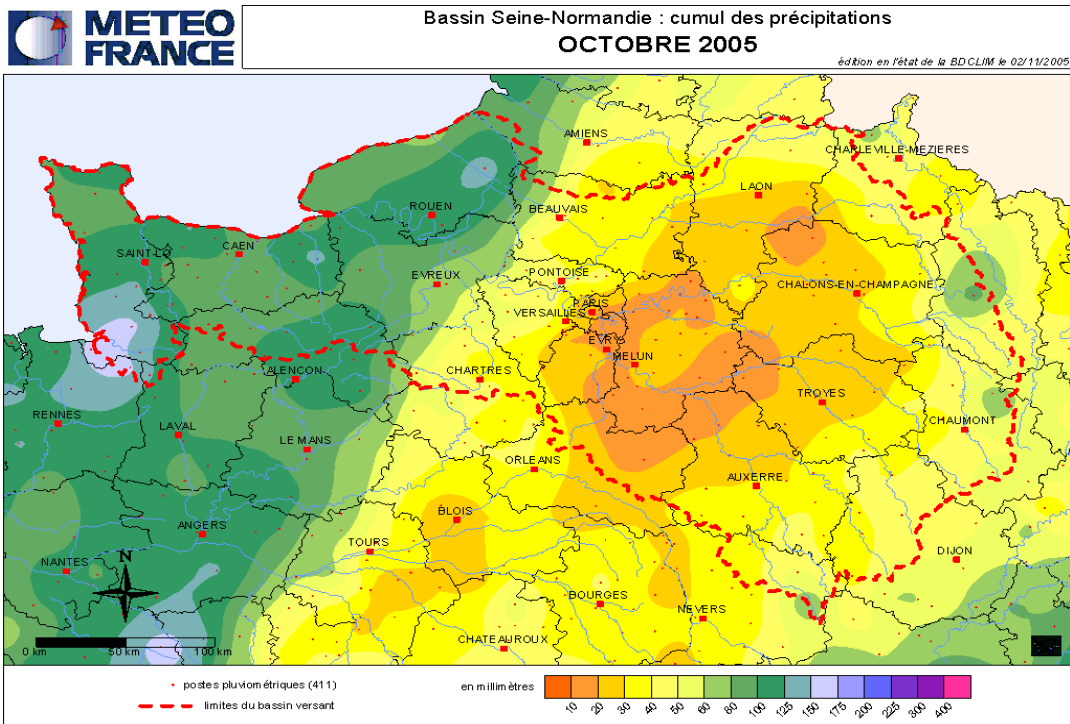 METEO
FRANCE
Bassin Seine-Normandie : cumul des précipitations
OCTOBRE 2005
édition en l'état de la BDCLIM le 02/11/2005
AMIENS
CHARLEVILLE-MEZIERES
LAON
ROUEN
BEAUVAIS
CAEN
SAINT-LÔ
EVREUX
PONTOISE
CHALONS-EN-CHAMPAGNE
PARIS
VERSAILLES
EVRY
MELUN
ALENCON
CHARTRES
TROYES
RENNES
LAVAL
LE MANS
CHAUMONT
ORLEANS
AUXERRE
BLOIS
ANGERS
TOURS
DIJON
NANTES
N
BOURGES
NEVERS
CHATEAUROUX
0 km 50 km 100 km
postes pluviométriques (411)
limites du bassin versant
en millimètres
10 20 30 40 50 60 80 100 125 150 175 200 225 300 400